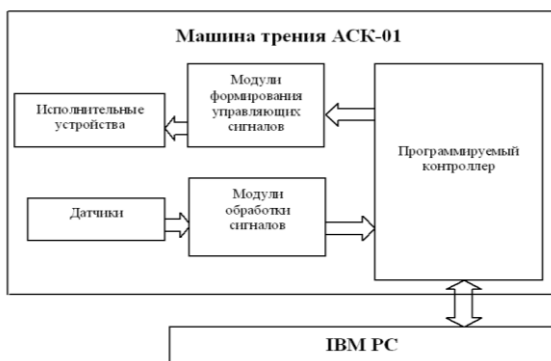 Машина трения АСК-01
Модули
формирования
управляющих
сигналов
Исполнительные
устройства
Программируемый
контроллер
Датчики
Модули
обработки
сигналов
IBM PC